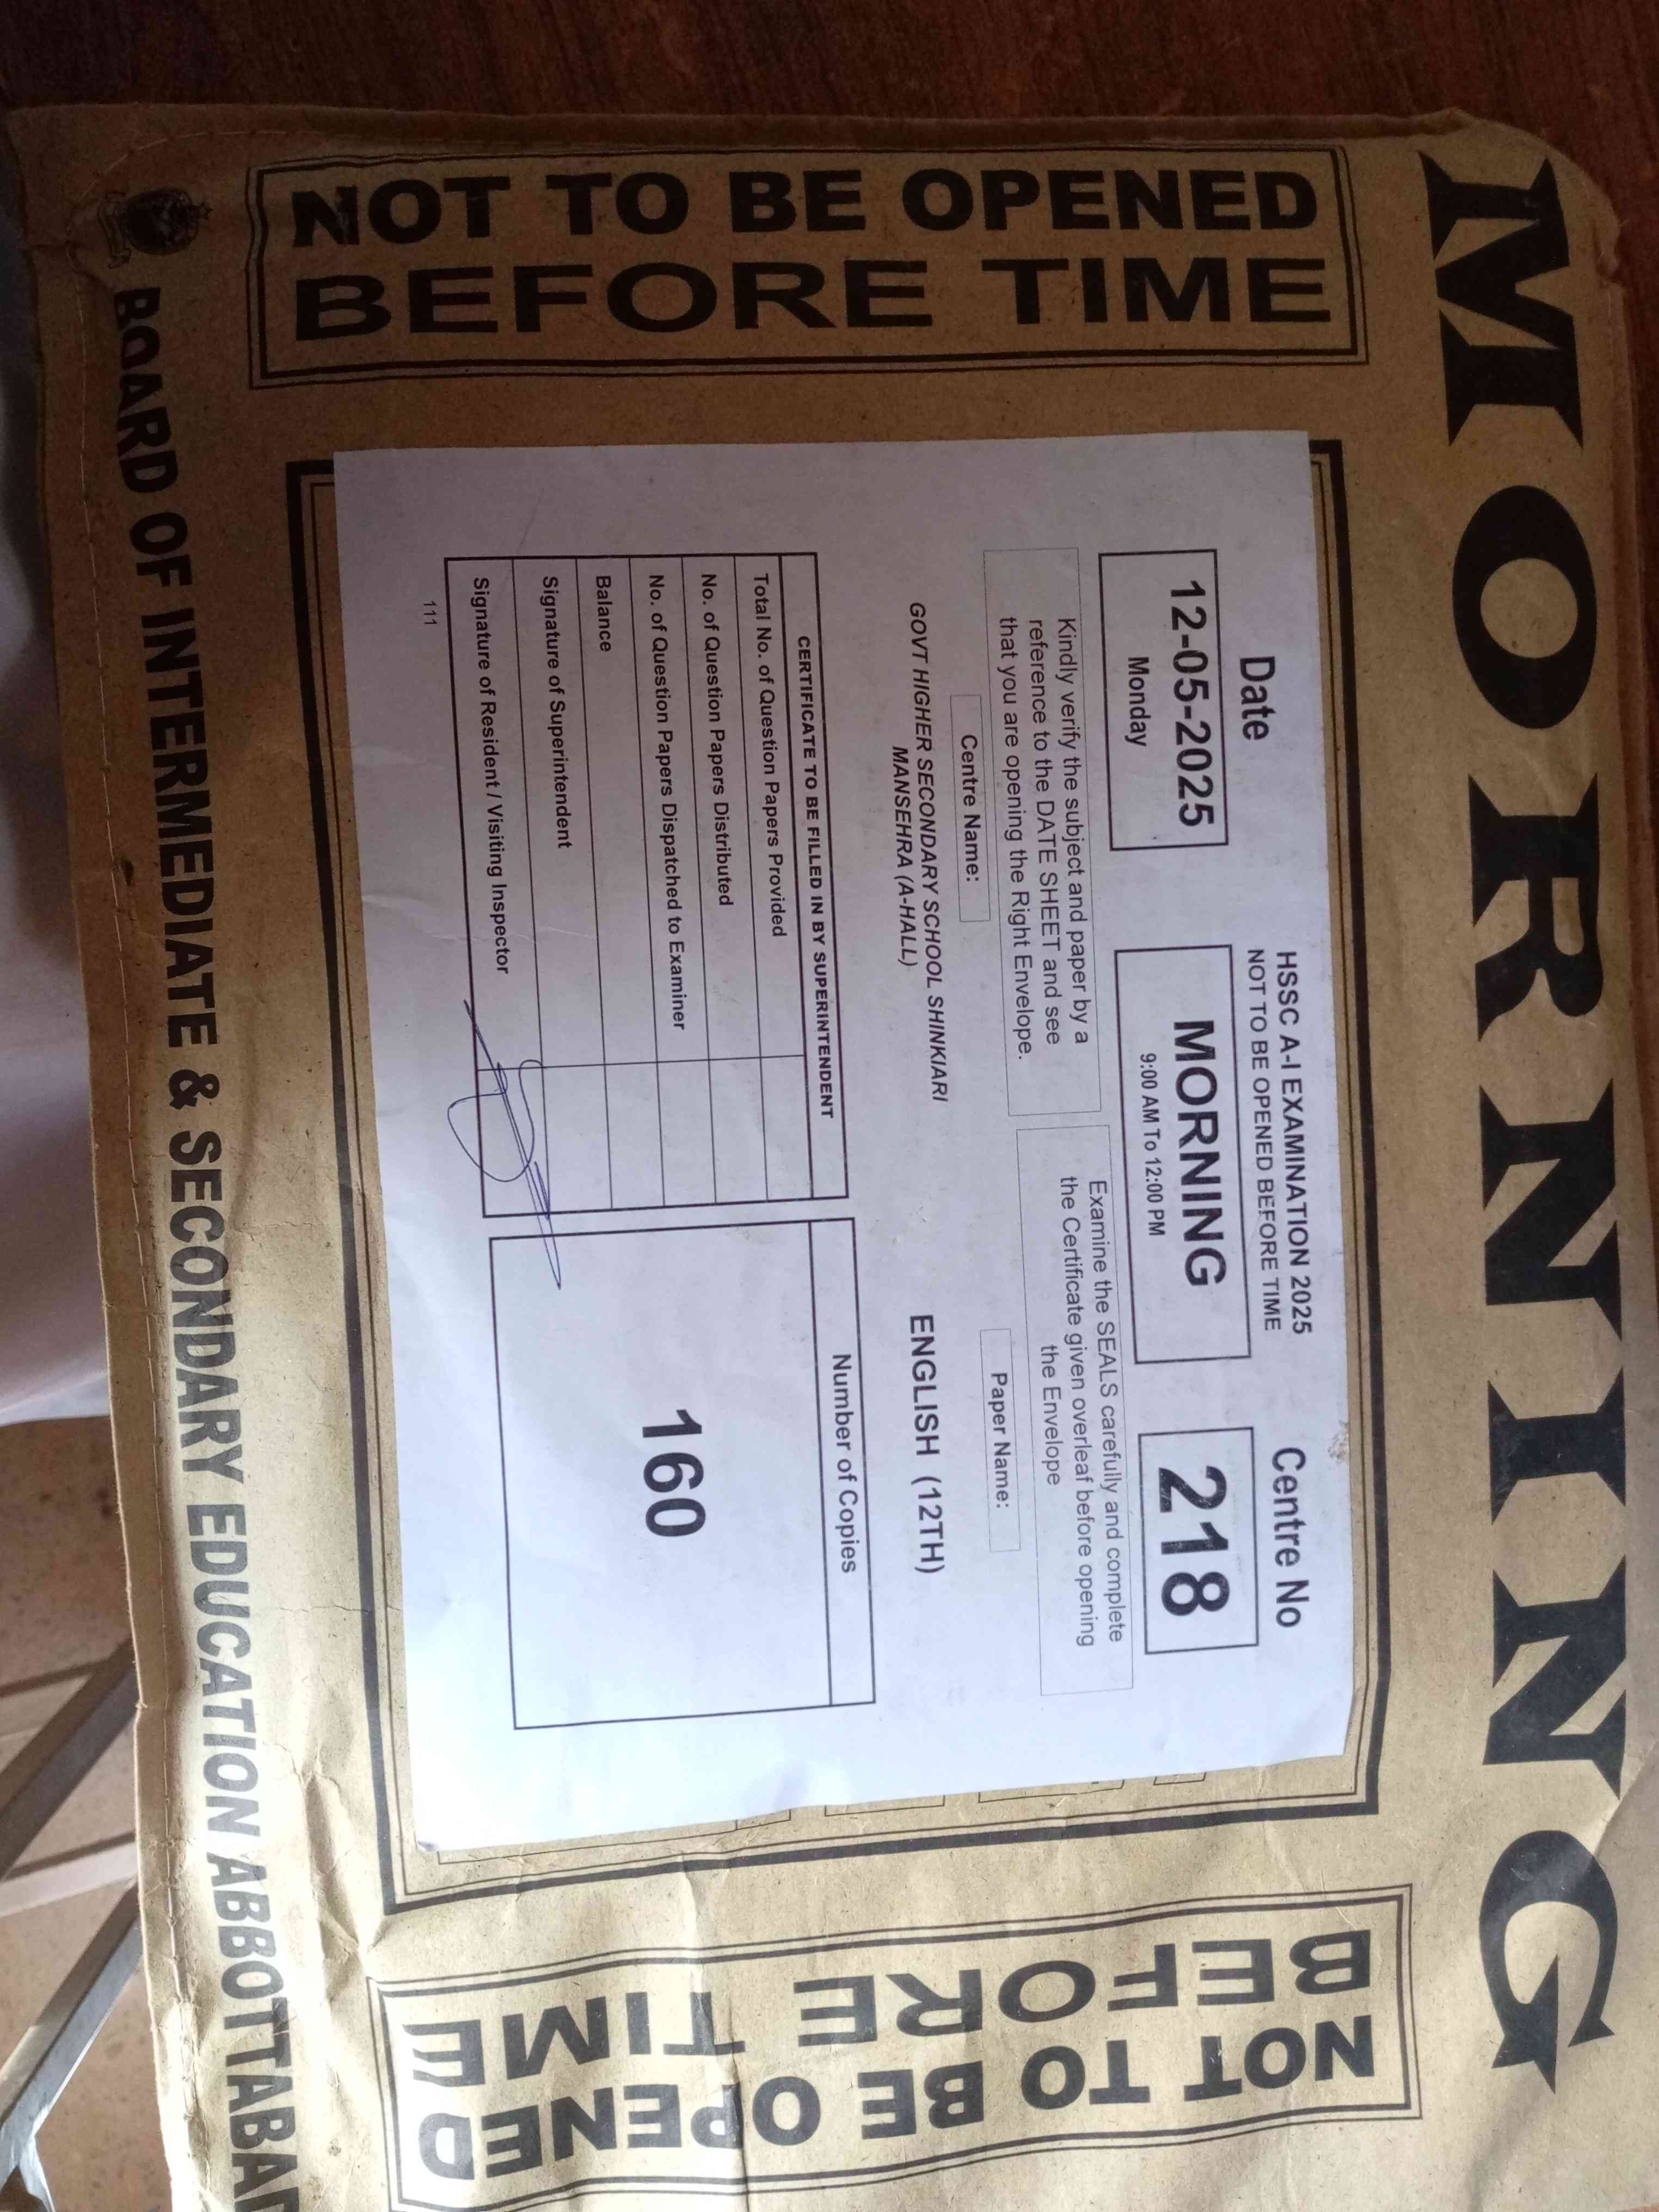 MORNING
NOT TO BE OPENED
BEFORE TIME
HSSC A-I EXAMINATION 2025
NOT TO BE OPENED BEFORE TIME
Date
12-05-2025
Monday
MORNING
9:00 AM To 12:00 PM
Centre No
218
Kindly verify the subject and paper by a
reference to the DATE SHEET and see
that you are opening the Right Envelope.
Examine the SEALS carefully and complete
the Certificate given overleaf before opening
the Envelope
Centre Name:
GOVT HIGHER SECONDARY SCHOOL SHINKIARI
MANSEHRA (A-HALL)
Paper Name:
ENGLISH (12TH)
CERTIFICATE TO BE FILLED IN BY SUPERINTENDENT
Total No. of Question Papers Provided
No. of Question Papers Distributed
No. of Question Papers Dispatched to Examiner
Balance
Signature of Superintendent
Signature of Resident / Visiting Inspector
Number of Copies
160
111
NOT TO BE OPENED
BEFORE TIME
BOARD OF INTERMEDIATE & SECONDARY EDUCATION ABBOTTABA